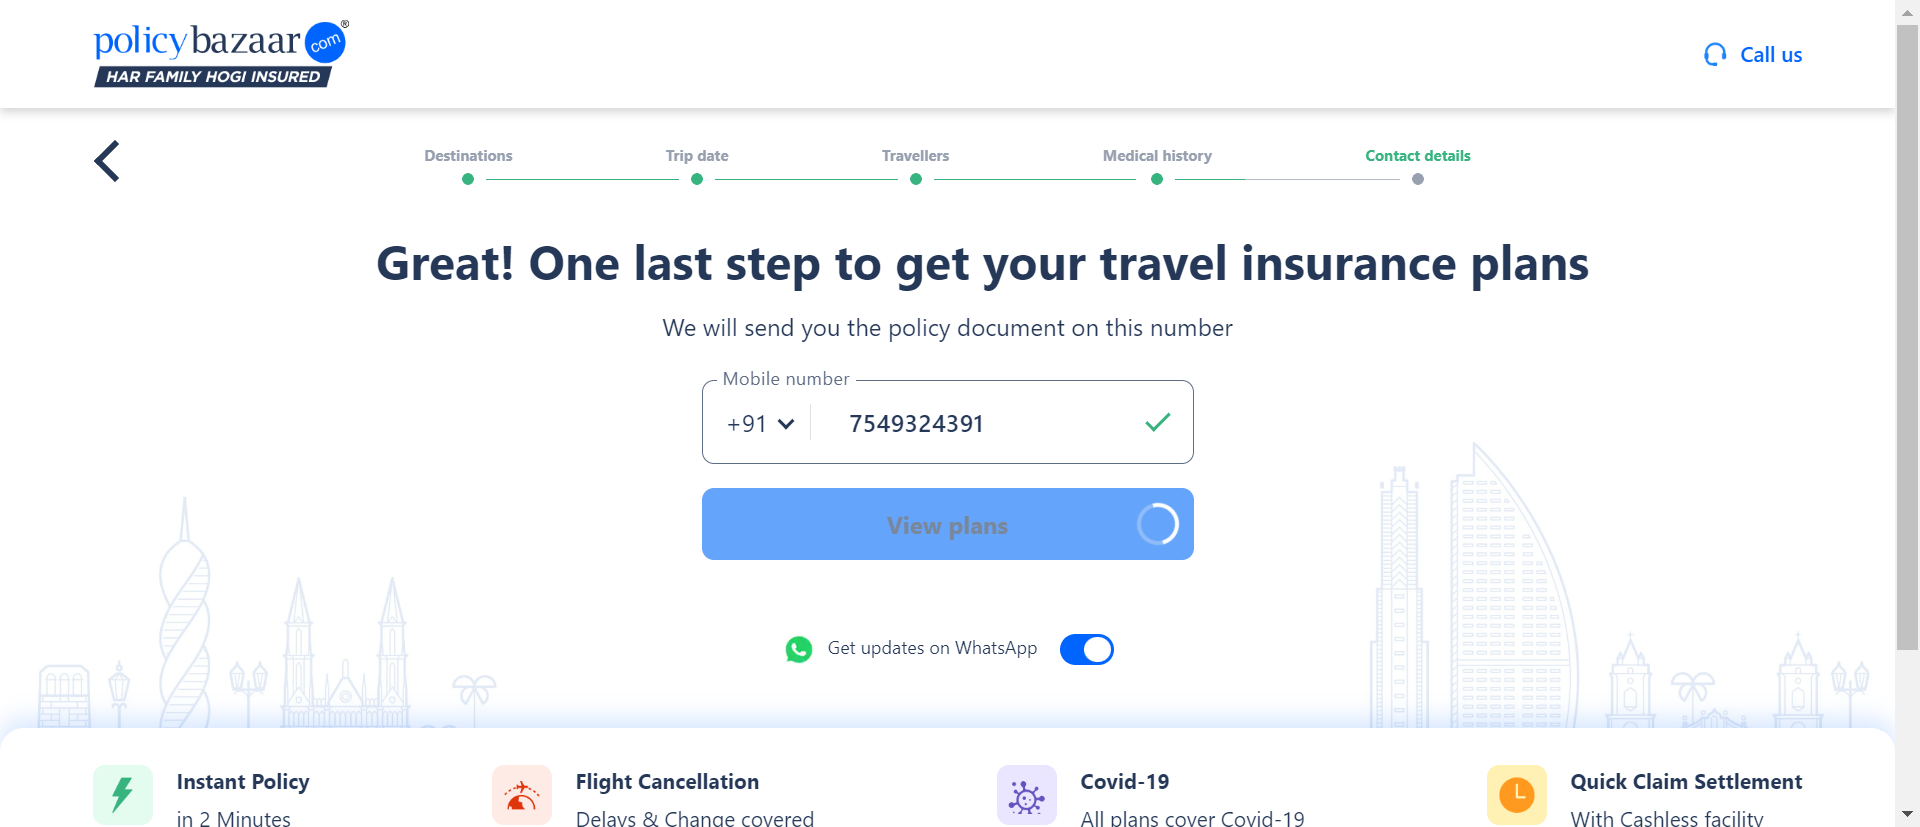 policybazaar com ®
HAR FAMILY HOGI INSURED
Call us
Destinations
Trip date
Travellers
Medical history
Contact details
Great! One last step to get your travel insurance plans
We will send you the policy document on this number
Mobile number
+91 7549324391
View plans
Get updates on WhatsApp
Instant Policy
in 2 Minutes
Flight Cancellation
Delays & Change covered
Covid-19
All plans cover Covid-19
Quick Claim Settlement
With Cashless facility